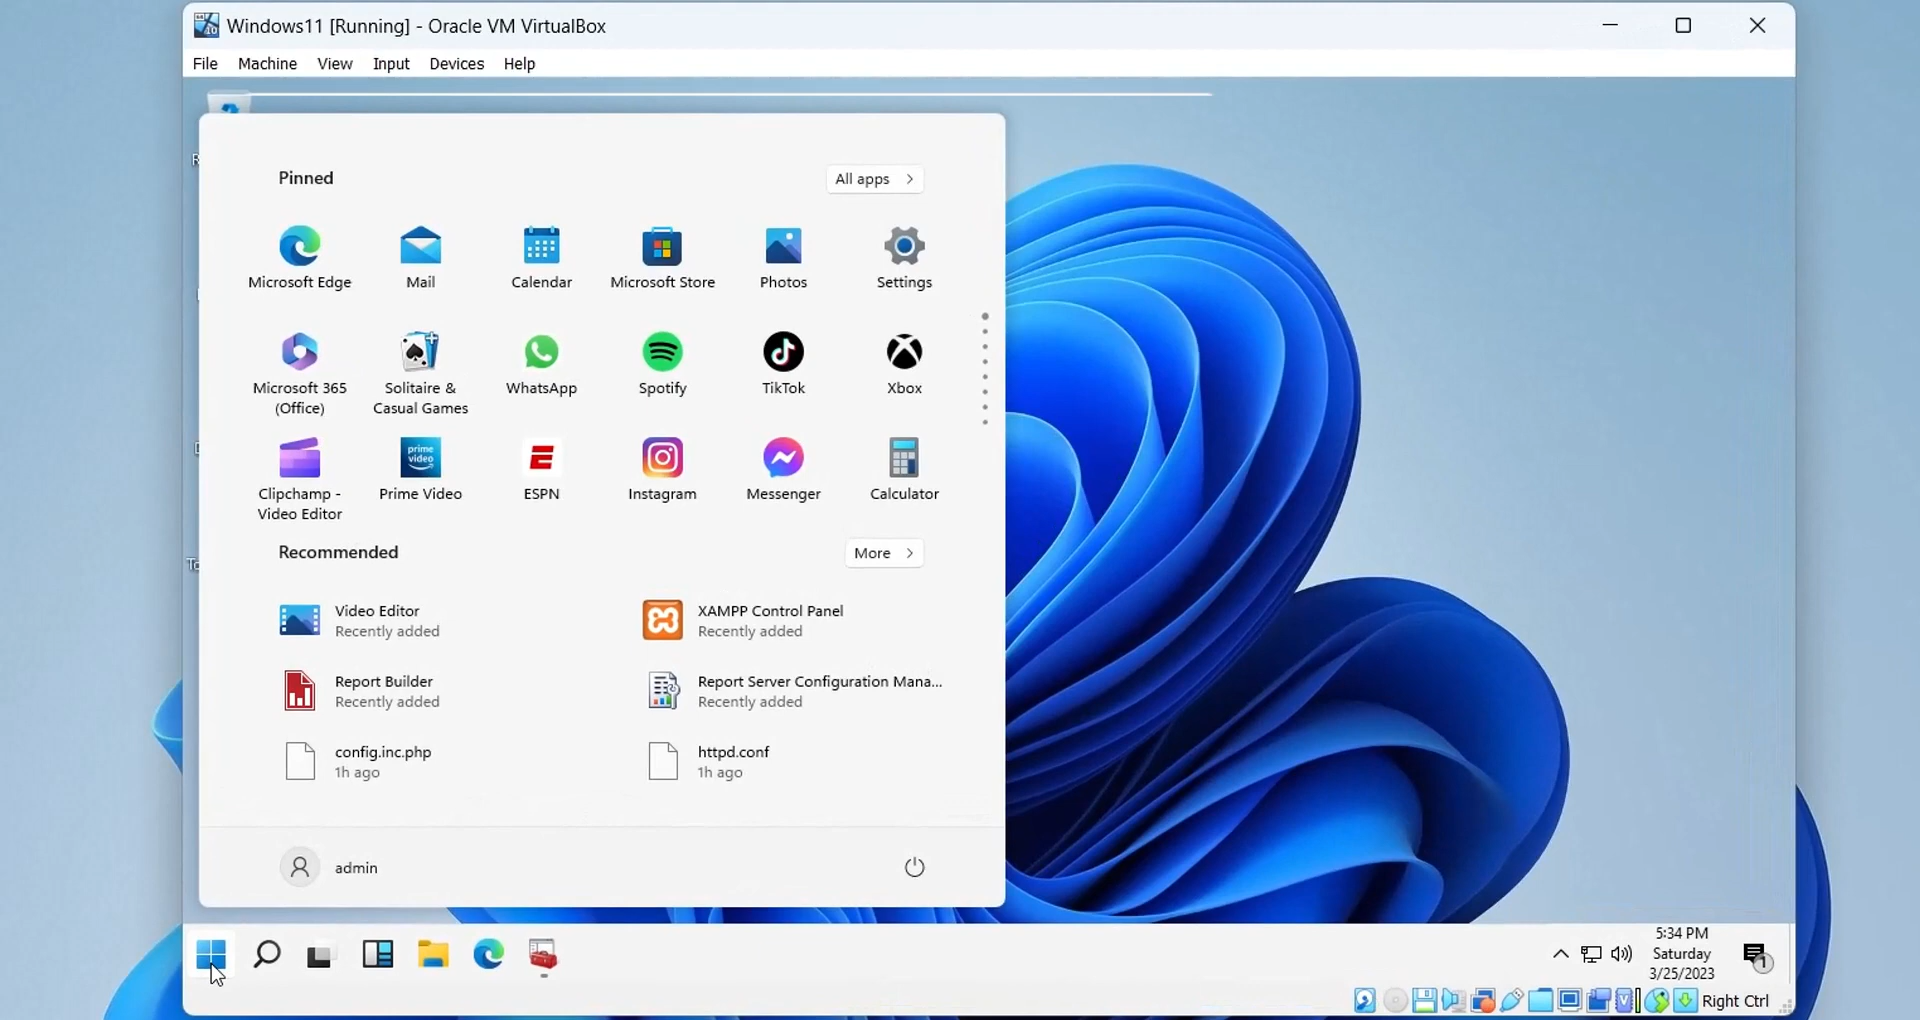 Windows11 [Running] - Oracle VM VirtualBox
File Machine View Input Devices Help
Pinned
All apps
Microsoft Edge
Mail
Calendar
Microsoft Store
Photos
Settings
Microsoft 365
(Office)
Solitaire &
Casual Games
WhatsApp
Spotify
TikTok
Xbox
Clipchamp -
Video Editor
prime
video
Prime Video
ESPN
Instagram
Messenger
Calculator
Recommended
More
Video Editor
Recently added
XAMPP Control Panel
Recently added
Report Builder
Recently added
Report Server Configuration Mana...
Recently added
config.inc.php
1h ago
httpd.conf
1h ago
admin
5:34 PM
Saturday
3/25/2023
1
Right Ctrl